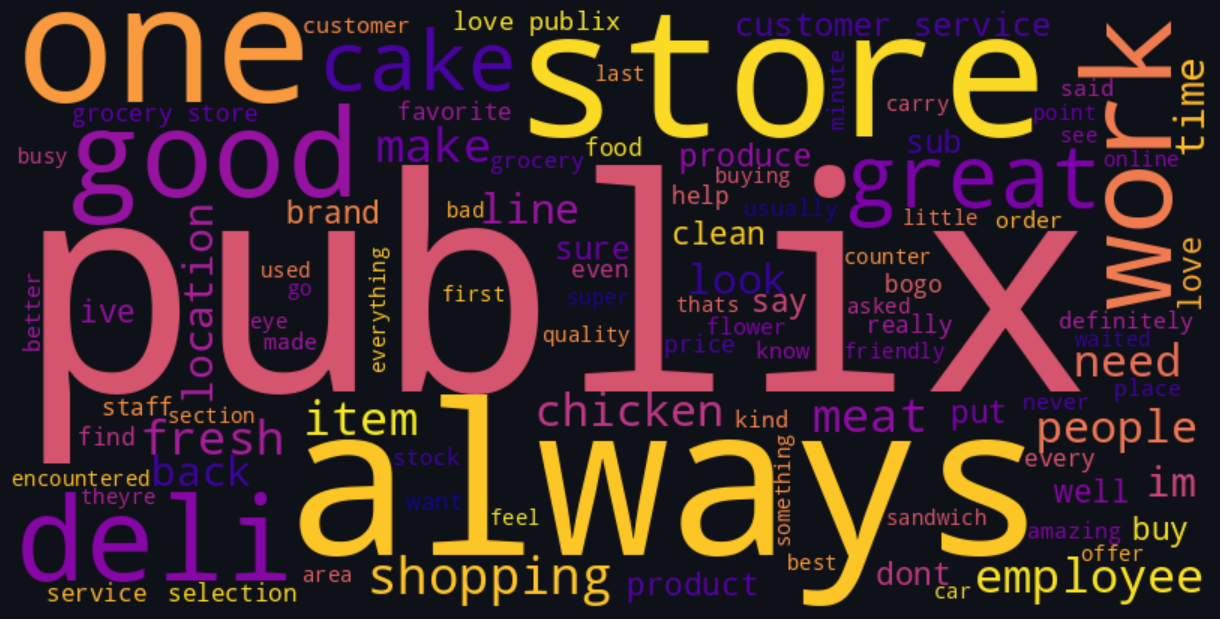 one
customer
love publix
customer service
cake
store
last
minute
carry
said
work
time
grocery store
favorite
point
busy
good
make
grocery
food
produce
sub
see
online
buying
great
help
usually
brand
bad
line
little
order
location
clean
sure
publix
even
used
go
everything
first
super
look
counter
love
better
ive
bogo
thats
say
asked
eye
made
quality
flower
really
definitely
price
know
friendly
waited
need
place
staff
section
item
chicken
kind
meat
put
never
find
fresh
people
encountered
back
stock
always
something
every
theyre
want
well
im
deli
feel
sandwich
amazing
buy
offer
area
shopping
best
dont
employee
service
selection
product
car